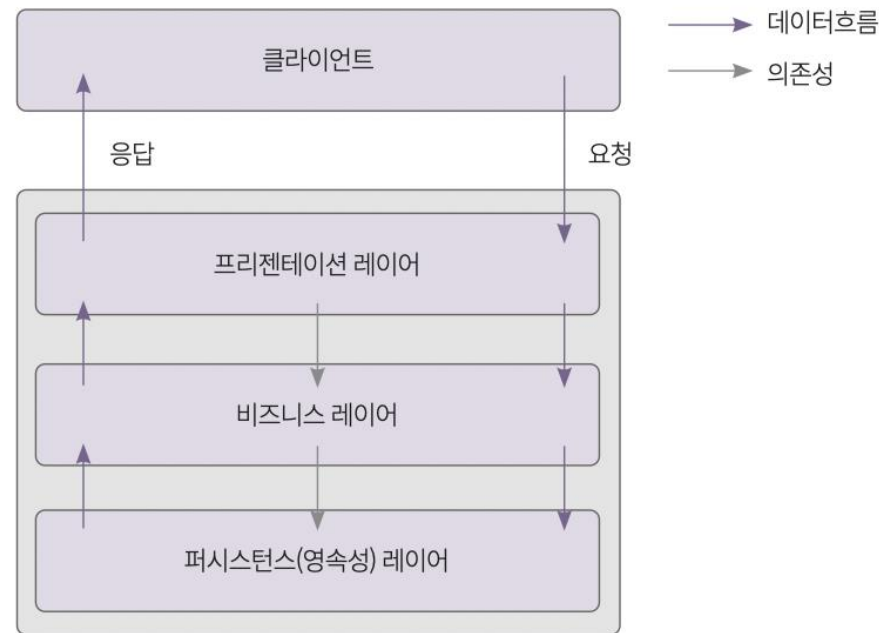 클라이언트
데이터흐름
의존성
응답
요청
프리젠테이션 레이어
비즈니스 레이어
퍼시스턴스(영속성) 레이어